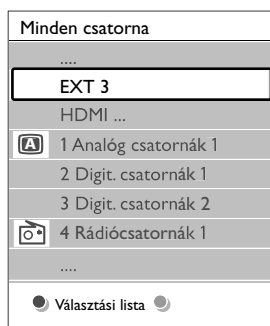 Minden csatorna
....
EXT 3
HDMI ...
A 1 Analóg csatornák 1
2 Digit. csatornák 1
3 Digit. csatornák 2
4 Rádiócsatornák 1
....
Választási lista